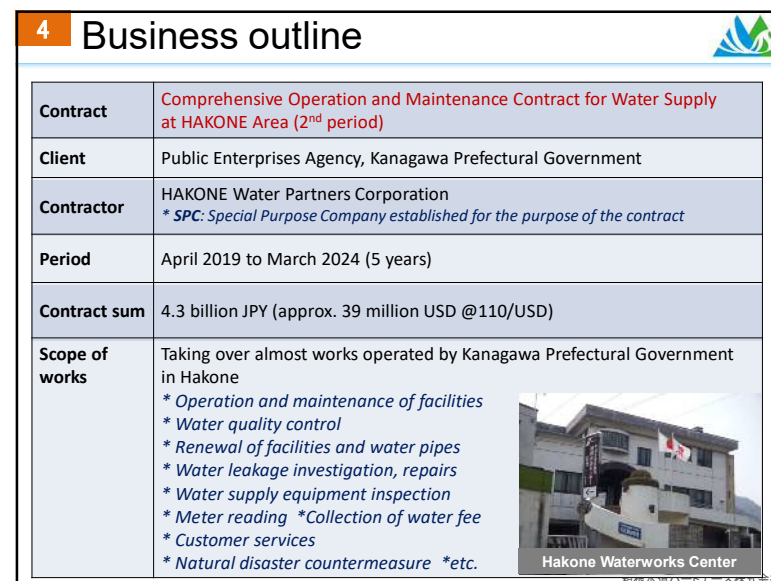 4
Business outline
Contract
Comprehensive Operation and Maintenance Contract for Water Supply
at HAKONE Area (2nd period)
Client
Public Enterprises Agency, Kanagawa Prefectural Government
Contractor
HAKONE Water Partners Corporation
* SPC: Special Purpose Company established for the purpose of the contract
Period
April 2019 to March 2024 (5 years)
Contract sum
4.3 billion JPY (approx. 39 million USD @110/USD)
Scope of
works
Taking over almost works operated by Kanagawa Prefectural Government
in Hakone
* Operation and maintenance of facilities
* Water quality control
* Renewal of facilities and water pipes
* Water leakage investigation, repairs
* Water supply equipment inspection
* Meter reading *Collection of water fee
* Customer services
* Natural disaster countermeasure *etc.
Hakone Waterworks Center